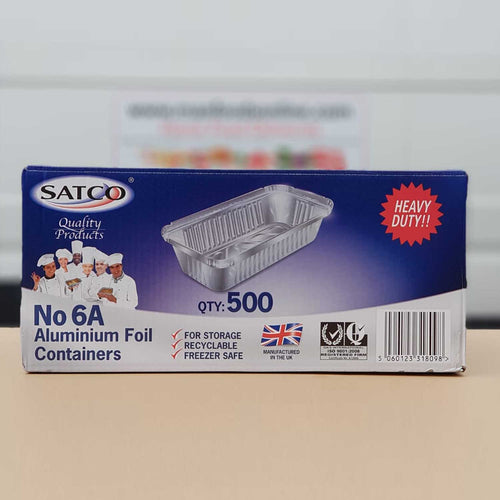 SATCO®
Quality
Products
HEAVY
DUTY!!
QTY: 500
No 6A
Aluminium Foil
Containers
FOR STORAGE
RECYCLABLE
FREEZER SAFE
MANUFACTURED
IN THE UK
ISO 9001:2008
REGISTERED FIRM
5 060123 318098 >